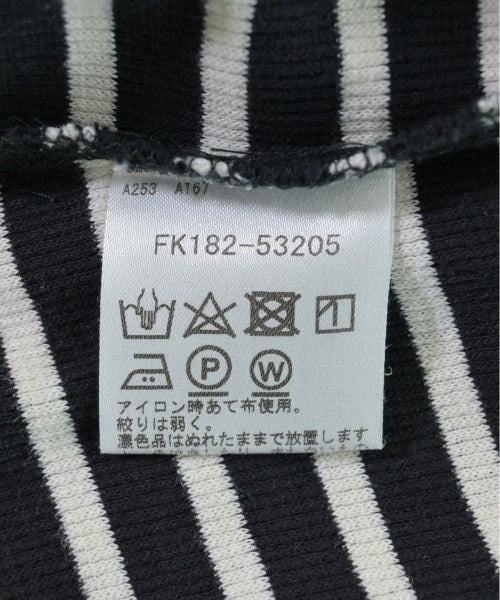 A253 A167
FK182-53205
P W
アイロン時あて布使用。
絞りは弱く。
濃色品はぬれたままで放置します